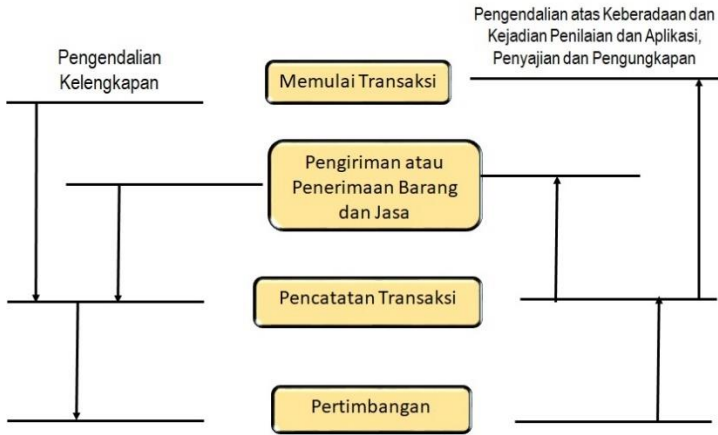 Pengendalian
Kelengkapan
Memulai Transaksi
Pengendalian atas Keberadaan dan
Kejadian Penilaian dan Aplikasi,
Penyajian dan Pengungkapan
Pengiriman atau
Penerimaan Barang
dan Jasa
Pencatatan Transaksi
Pertimbangan